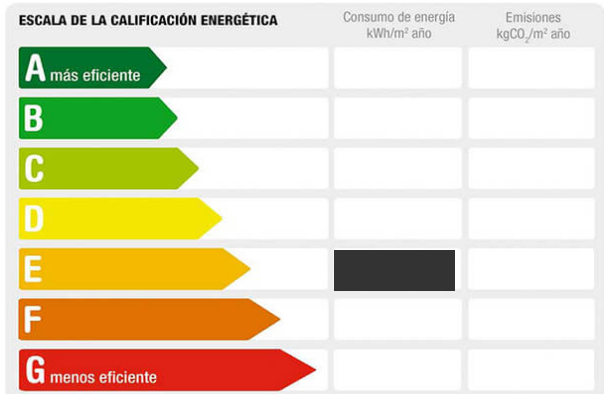 ESCALA DE LA CALIFICACIÓN ENERGÉTICA
Consumo de energía
kWh/m² año
Emisiones
kgCO₂/m² año
A más eficiente
B
C
D
E
F
G menos eficiente